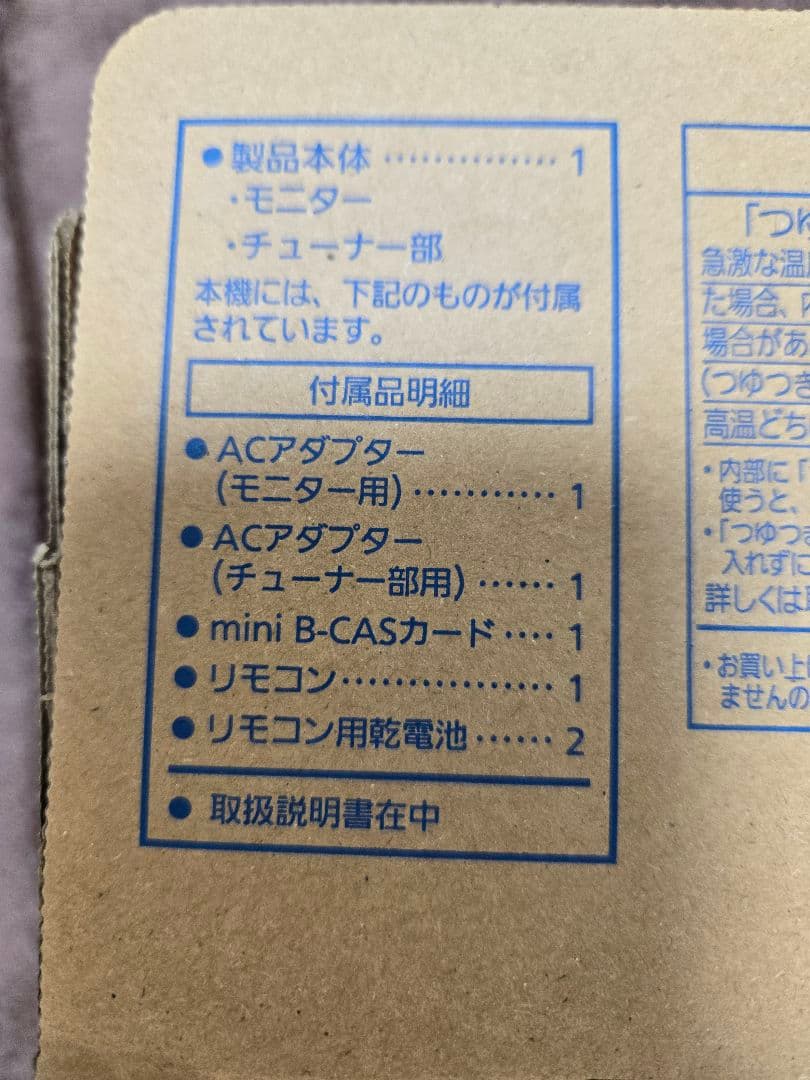 ●製品本体 ‥‥‥‥‥‥‥ 1
・モニター
・チューナー部
本機には、下記のものが付属
されています。
付属品明細
●ACアダプター
(モニター用)‥‥‥‥‥ 1
●ACアダプター
(チューナー部用)‥‥‥ 1
●mini B-CASカード‥‥ 1
●リモコン‥‥‥‥‥‥‥‥ 1
●リモコン用乾電池‥‥‥ 2
● 取扱説明書在中
「つゆ
急激な温
た場合、
場合があ
(つゆつき
高温どち
・内部に「
使うと、
・「つゆつき
入れずに
詳しくは
・お買い上
ませんの